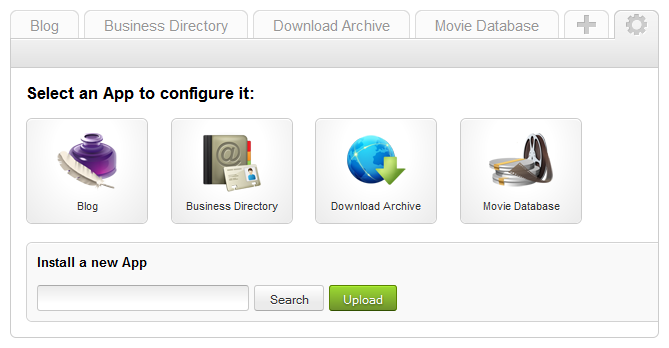 Blog Business Directory Download Archive Movie Database
Select an App to configure it:
Blog Business Directory Download Archive Movie Database
Install a new App
Search Upload